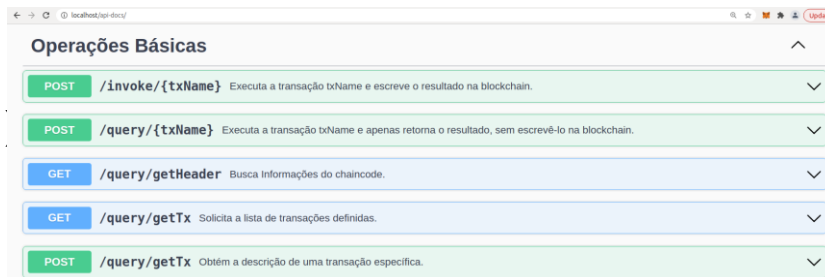 localhost/api-docs/
Upda
Operações Básicas
POST /invoke/{txName} Executa a transação txName e escreve o resultado na blockchain.
POST /query/{txName} Executa a transação txName e apenas retorna o resultado, sem escrevê-lo na blockchain.
GET /query/getHeader Busca Informações do chaincode.
GET /query/getTx Solicita a lista de transações definidas.
POST /query/getTx Obtém a descrição de uma transação específica.